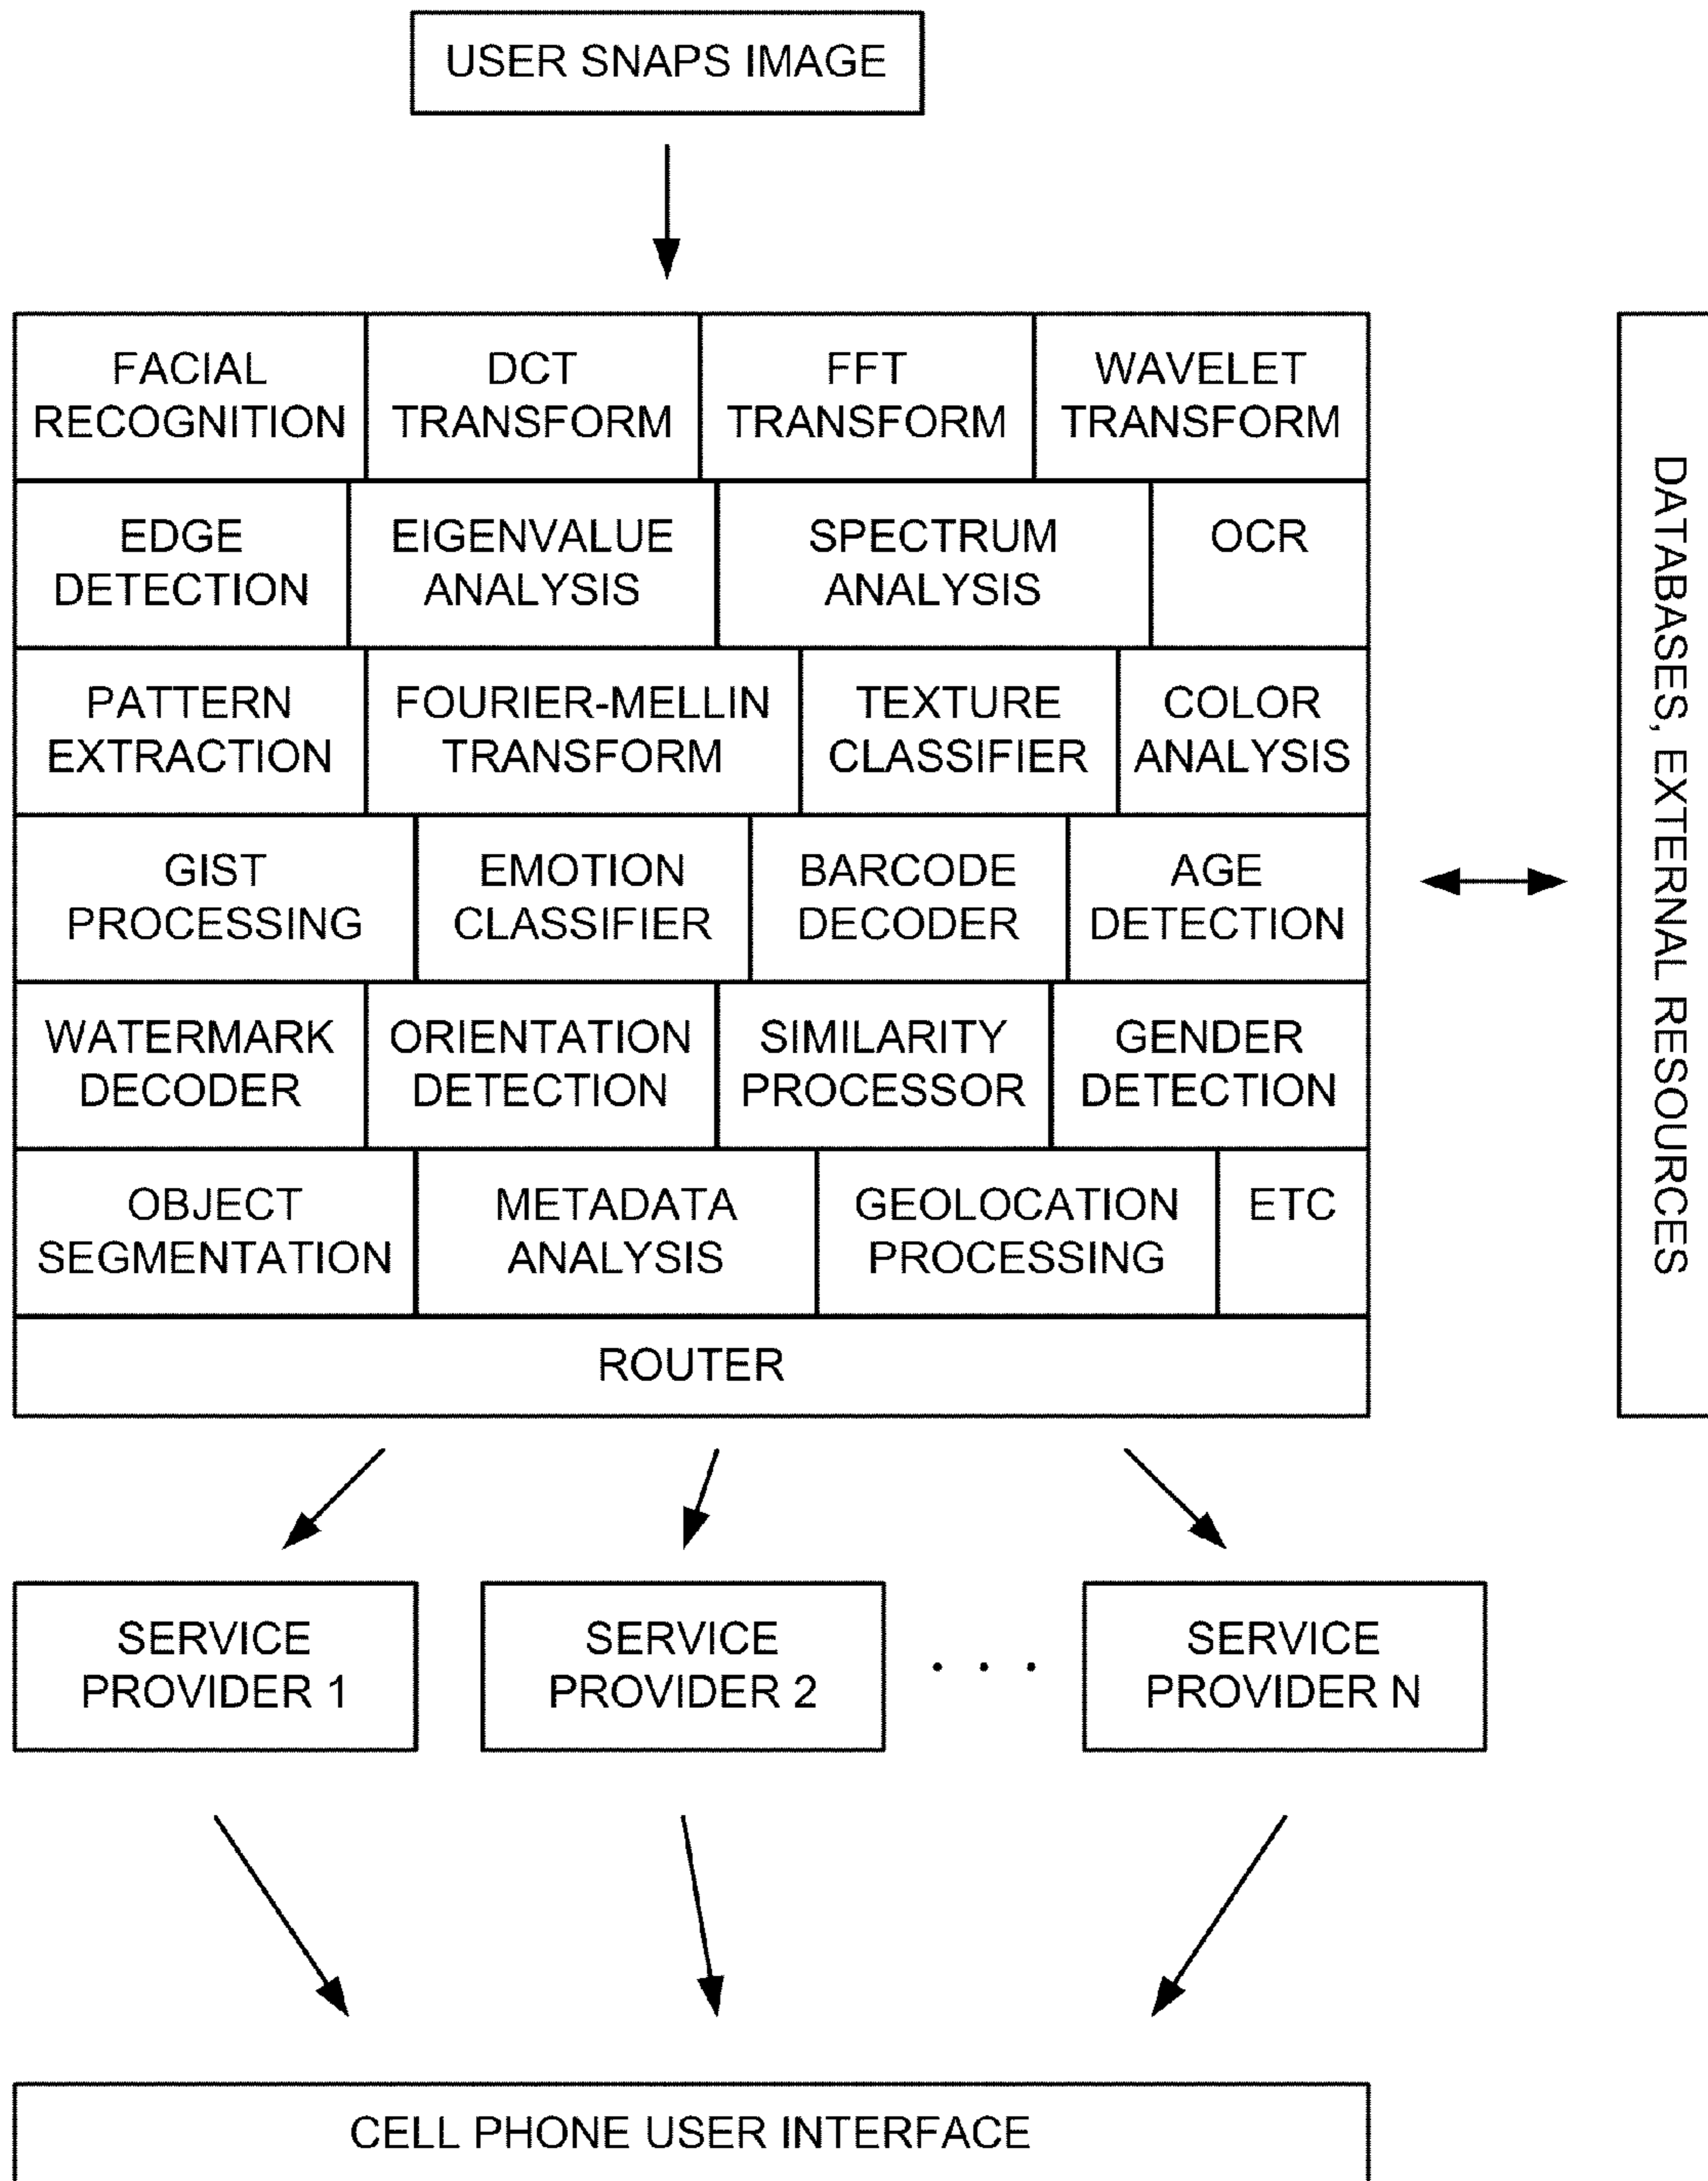 USER SNAPS IMAGE
FACIAL
RECOGNITION
DCT
TRANSFORM
FFT
TRANSFORM
WAVELET
TRANSFORM
EDGE
DETECTION
EIGENVALUE
ANALYSIS
SPECTRUM
ANALYSIS
OCR
PATTERN
EXTRACTION
FOURIER-MELLIN
TRANSFORM
TEXTURE
CLASSIFIER
COLOR
ANALYSIS
GIST
PROCESSING
EMOTION
CLASSIFIER
BARCODE
DECODER
AGE
DETECTION
WATERMARK
DECODER
ORIENTATION
DETECTION
SIMILARITY
PROCESSOR
GENDER
DETECTION
OBJECT
SEGMENTATION
METADATA
ANALYSIS
GEOLOCATION
PROCESSING
ETC
ROUTER
DATABASES, EXTERNAL RESOURCES
SERVICE
PROVIDER 1
SERVICE
PROVIDER 2
. . .
SERVICE
PROVIDER N
CELL PHONE USER INTERFACE